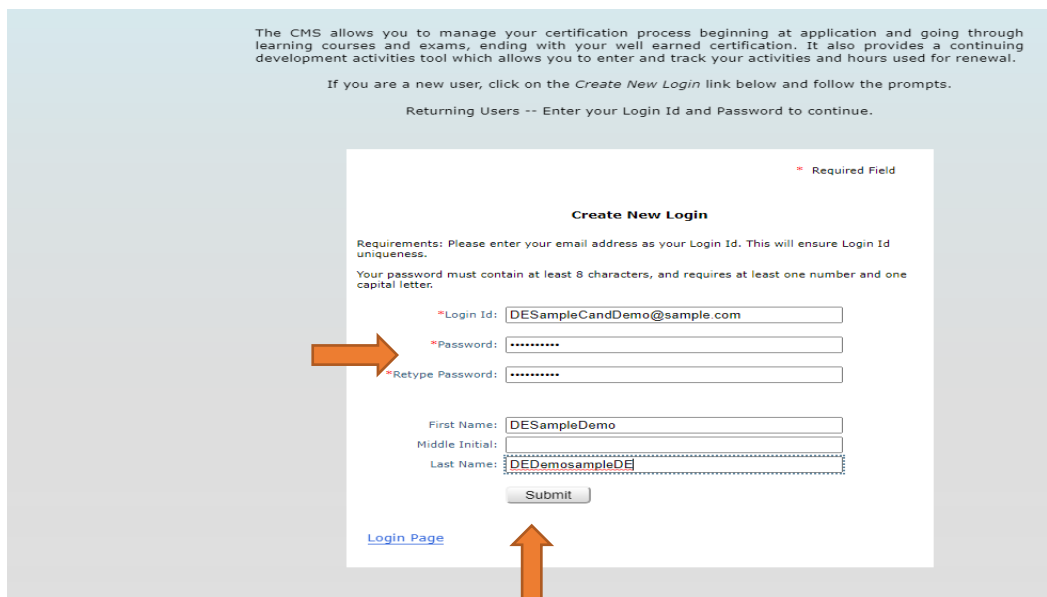 The CMS allows you to manage your certification process beginning at application and going through
learning courses and exams, ending with your well earned certification. It also provides a continuing
development activities tool which allows you to enter and track your activities and hours used for renewal.
If you are a new user, click on the Create New Login link below and follow the prompts.
Returning Users -- Enter your Login Id and Password to continue.
* Required Field
Create New Login
Requirements: Please enter your email address as your Login Id. This will ensure Login Id
uniqueness.
Your password must contain at least 8 characters, and requires at least one number and one
capital letter.
*Login Id: DESampleCandDemo@sample.com
*Password: ••••••••••
*Retype Password: ••••••••••
First Name: DESampleDemo
Middle Initial:
Last Name: DEDemosampleDE
Submit
Login Page